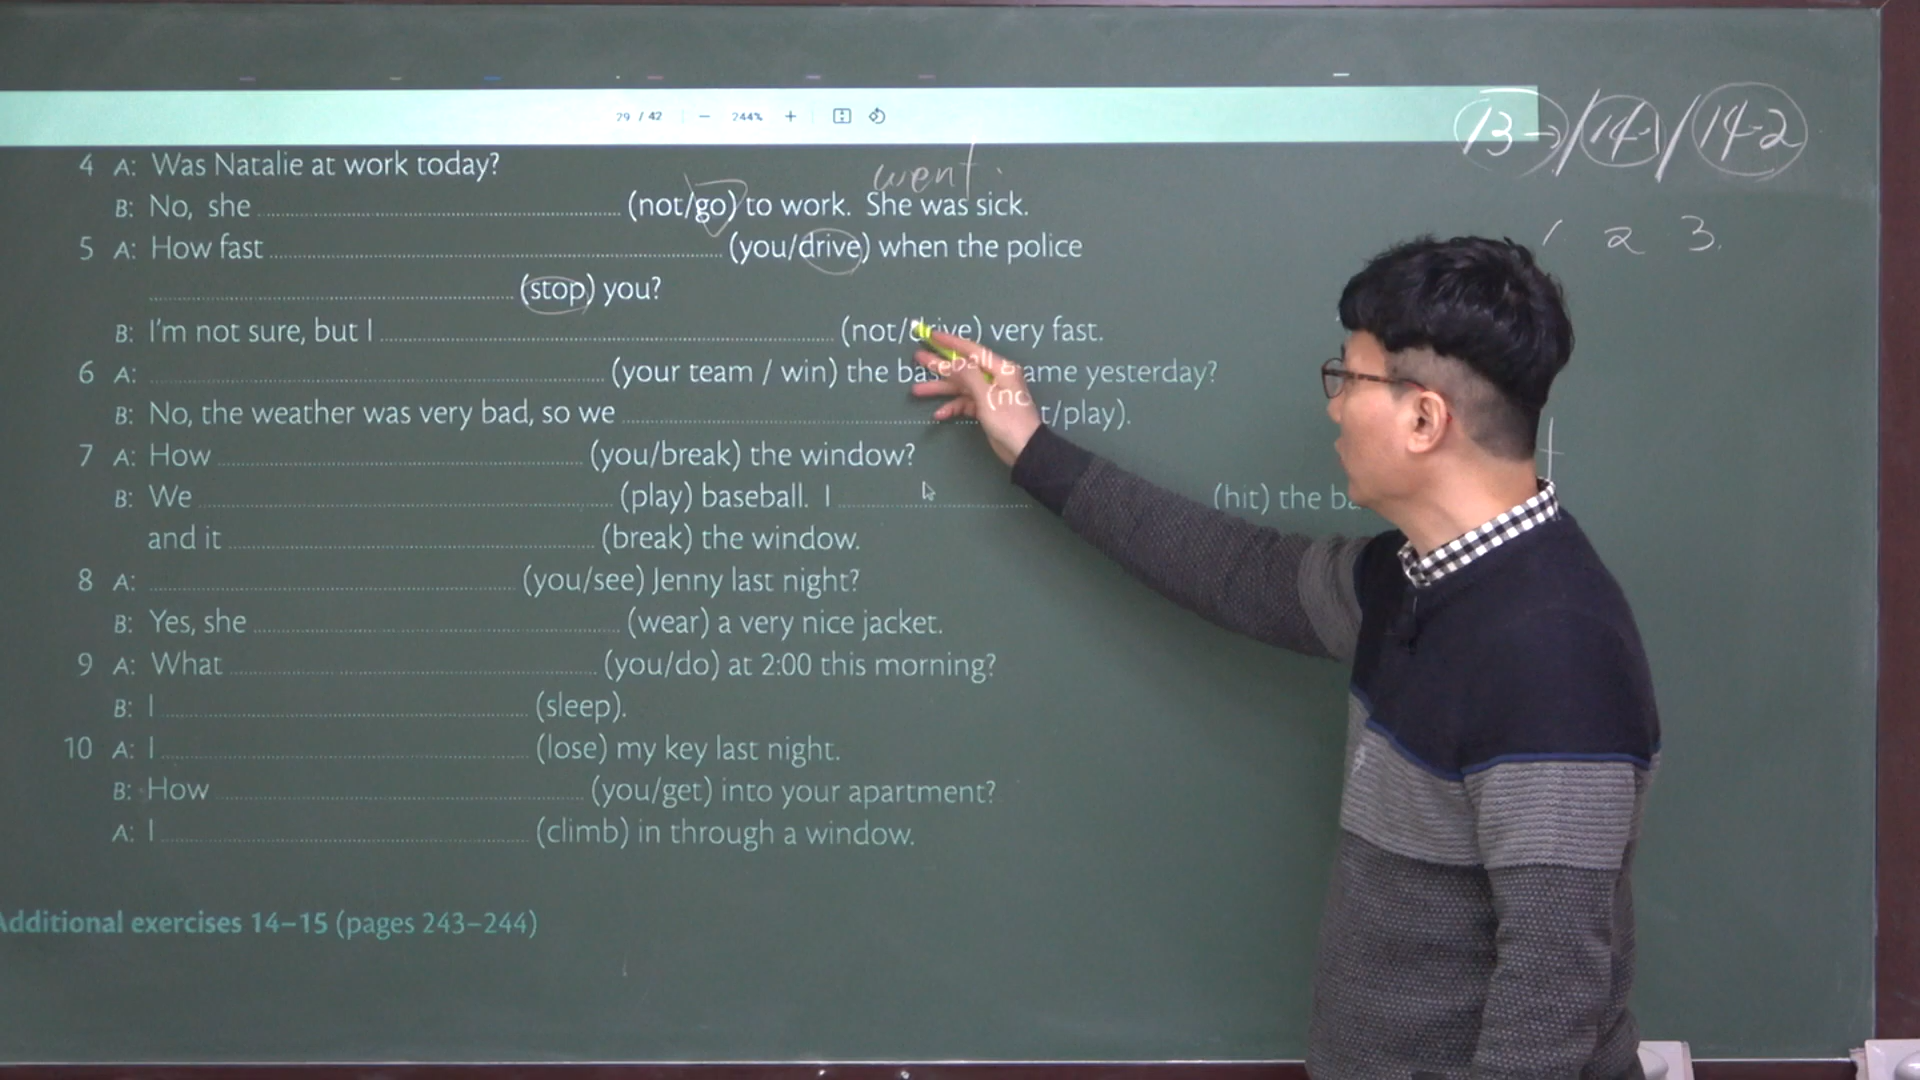 29 / 42 − 244% +
13 / 14-1 / 14-2
1 2 3.
4 A: Was Natalie at work today?
went.
B: No, she (not/go) to work. She was sick.
5 A: How fast (you/drive) when the police
(stop) you?
B: I'm not sure, but I (not/drive) very fast.
6 A: (your team / win) the baseball game yesterday?
B: No, the weather was very bad, so we (not/play).
7 A: How (you/break) the window?
B: We (play) baseball. I (hit) the ba
and it (break) the window.
8 A: (you/see) Jenny last night?
B: Yes, she (wear) a very nice jacket.
9 A: What (you/do) at 2:00 this morning?
B: I (sleep).
10 A: I (lose) my key last night.
B: How (you/get) into your apartment?
A: I (climb) in through a window.
Additional exercises 14–15 (pages 243–244)